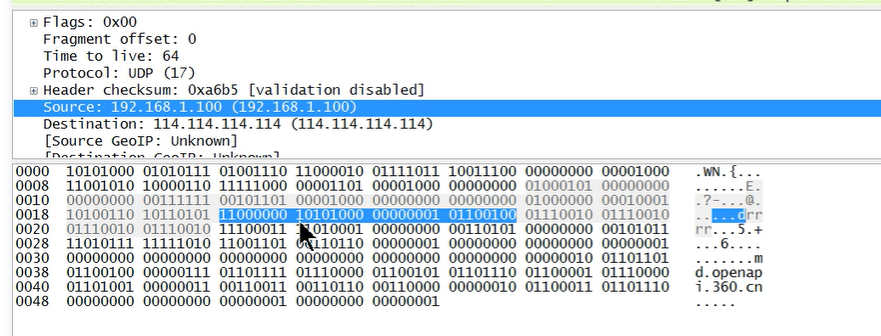 Flags: 0x00
Fragment offset: 0
Time to live: 64
Protocol: UDP (17)
Header checksum: 0xa6b5 [validation disabled]
Source: 192.168.1.100 (192.168.1.100)
Destination: 114.114.114.114 (114.114.114.114)
[Source GeoIP: Unknown]
[Destination GeoIP: Unknown]
0000 10101000 01010111 01001110 11000010 01111011 10011100 00000000 00001000 .WN.{...
0008 11001010 10000110 11111000 00001101 00001000 00000000 01000101 00000000 ......E.
0010 00000000 00111111 00101101 00001000 00000000 00000000 01000000 00010001 .?-...@.
0018 10100110 10110101 11000000 10101000 00000001 01100100 01110010 01110010 .....drr
0020 01110010 01110010 11100011 11010001 00000000 00110101 00000000 00101011 rr...5.+
0028 11010111 11111010 11001101 00110110 00000001 00000000 00000000 00000001 ...6....
0030 00000000 00000000 00000000 00000000 00000000 00000000 00000010 01101101 .......m
0038 01100100 00000111 01101111 01110000 01100101 01101110 01100001 01110000 d.openap
0040 01101001 00000011 00110011 00110110 00110000 00000010 01100011 01101110 i.360.cn
0048 00000000 00000000 00000001 00000000 00000001 .....